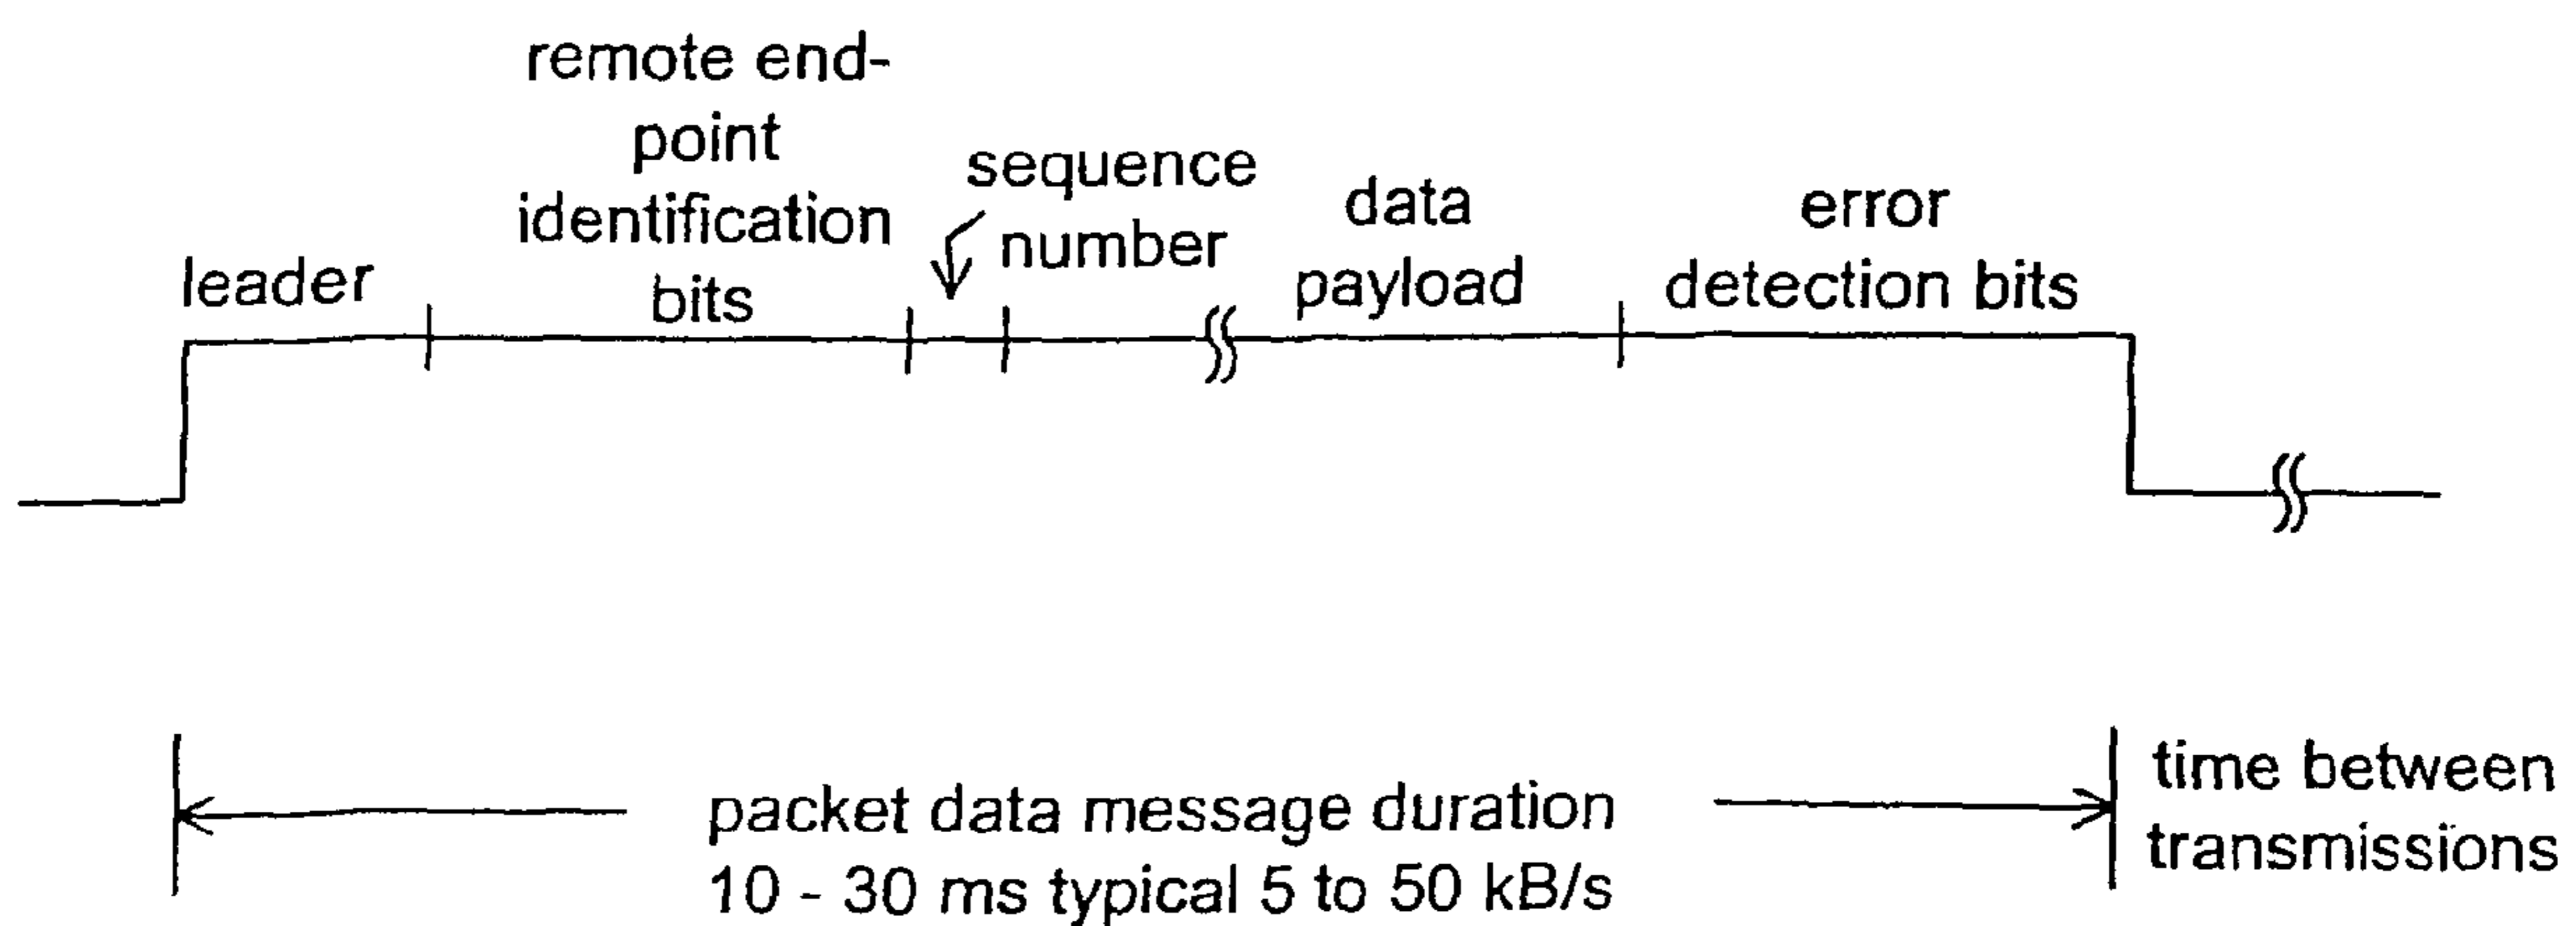 leader
remote end-
point
identification
bits
sequence
number
data
payload
error
detection bits
packet data message duration
10 - 30 ms typical 5 to 50 kB/s
time between
transmissions